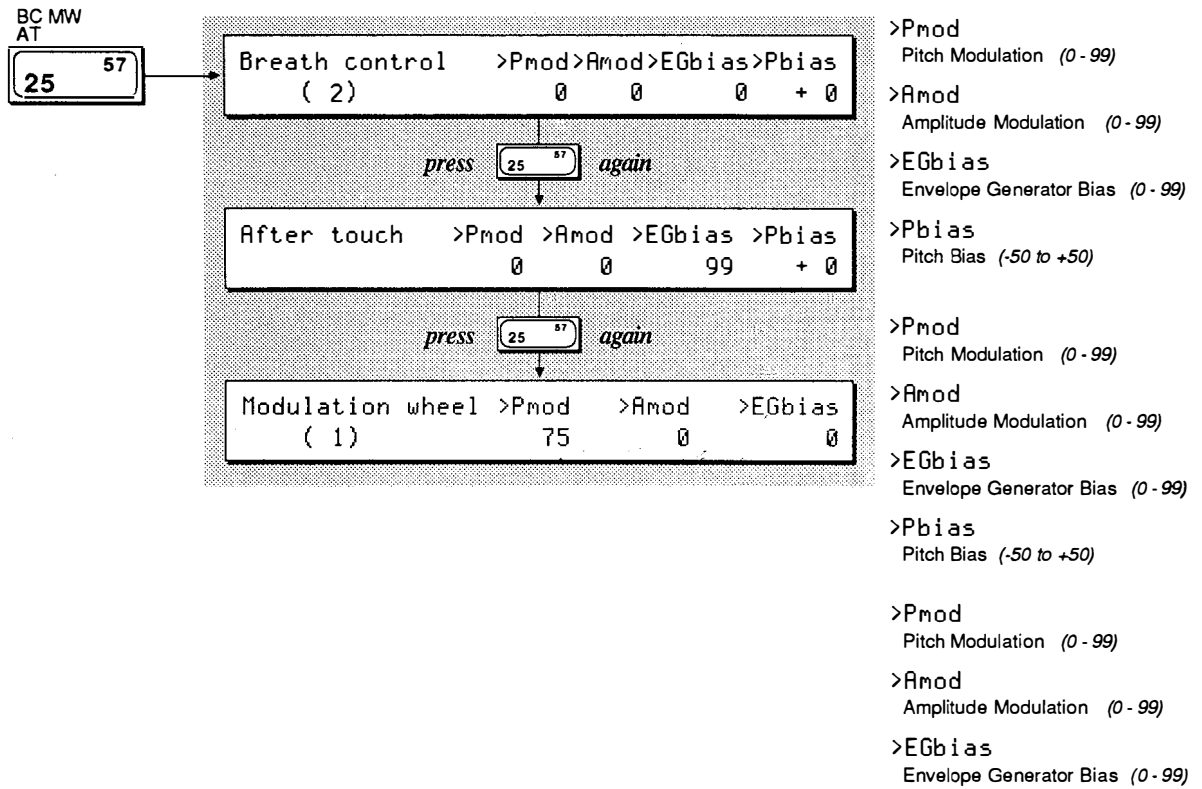 BC MW
AT
25 57
Breath control >Pmod>Amod>EGbias>Pbias
( 2) 0 0 0 + 0
press 25 57 again
After touch >Pmod >Amod >EGbias >Pbias
0 0 99 + 0
press 25 57 again
Modulation wheel >Pmod >Amod >EGbias
( 1) 75 0 0
>Pmod
Pitch Modulation (0 - 99)
>Amod
Amplitude Modulation (0 - 99)
>EGbias
Envelope Generator Bias (0 - 99)
>Pbias
Pitch Bias (-50 to +50)
>Pmod
Pitch Modulation (0 - 99)
>Amod
Amplitude Modulation (0 - 99)
>EGbias
Envelope Generator Bias (0 - 99)
>Pbias
Pitch Bias (-50 to +50)
>Pmod
Pitch Modulation (0 - 99)
>Amod
Amplitude Modulation (0 - 99)
>EGbias
Envelope Generator Bias (0 - 99)